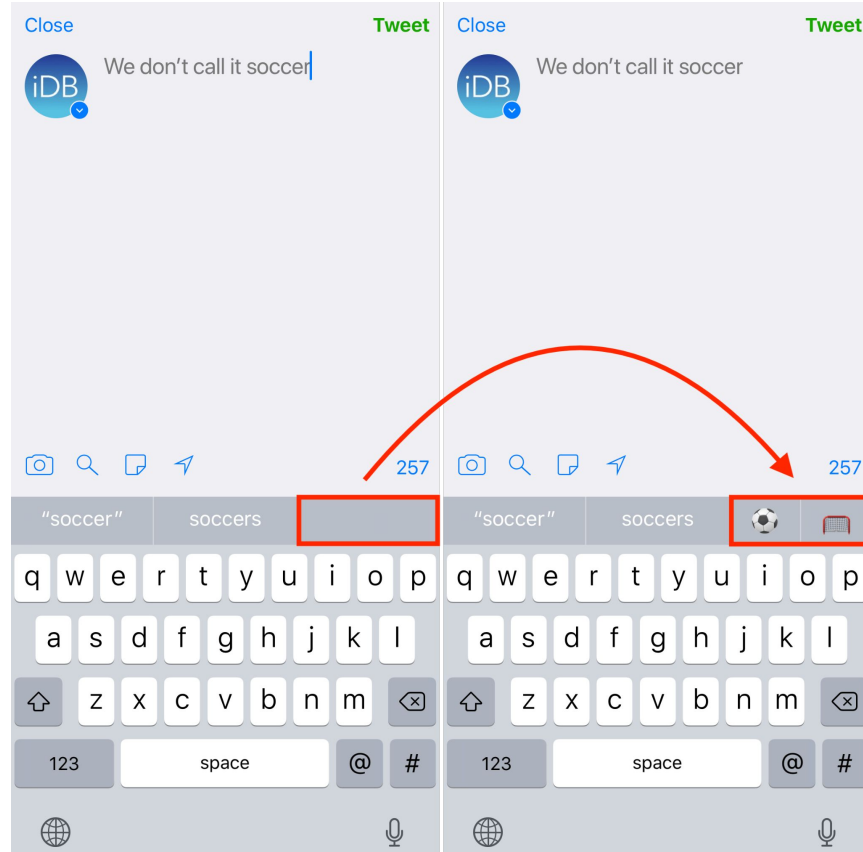 Close Tweet
iDB We don’t call it soccer
257
“soccer” soccers
q w e r t y u i o p
a s d f g h j k l
z x c v b n m
123 space @ #
Close Tweet
iDB We don’t call it soccer
257
“soccer” soccers
q w e r t y u i o p
a s d f g h j k l
z x c v b n m
123 space @ #